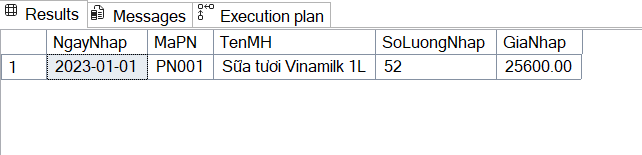 Results Messages Execution plan
NgayNhap MaPN TenMH SoLuongNhap GiaNhap
1 2023-01-01 PN001 Sữa tươi Vinamilk 1L 52 25600.00